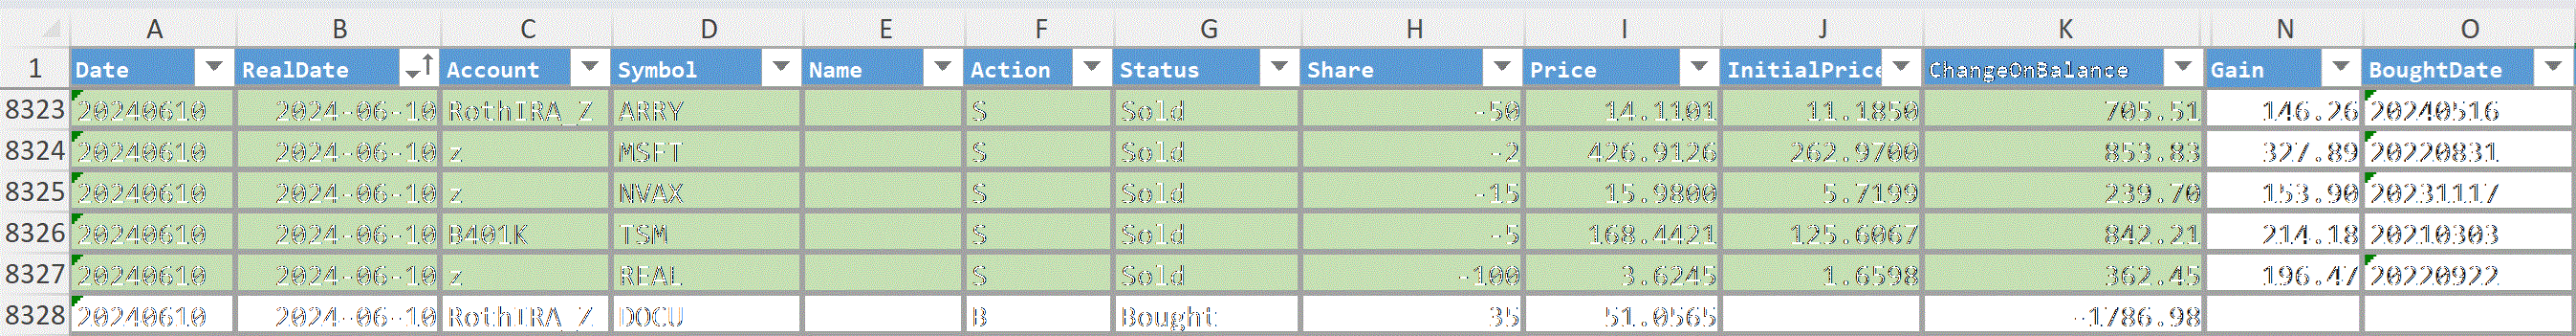 A B C D E F G H I J K N O
1 Date RealDate Account Symbol Name Action Status Share Price InitialPrice ChangeOnBalance Gain BoughtDate
8323 20240610 2024-06-10 RothIRA_Z ARRY S Sold -50 14.1101 11.1850 705.51 146.26 20240516
8324 20240610 2024-06-10 z MSFT S Sold -2 426.9126 262.9700 853.83 327.89 20220831
8325 20240610 2024-06-10 z NVAX S Sold -15 15.9800 5.7199 239.70 153.90 20231117
8326 20240610 2024-06-10 B401K TSM S Sold -5 168.4421 125.6067 842.21 214.18 20210303
8327 20240610 2024-06-10 z REAL S Sold -100 3.6245 1.6598 362.45 196.47 20220922
8328 20240610 2024-06-10 RothIRA_Z DOCU B Bought 35 51.0565 -1786.98